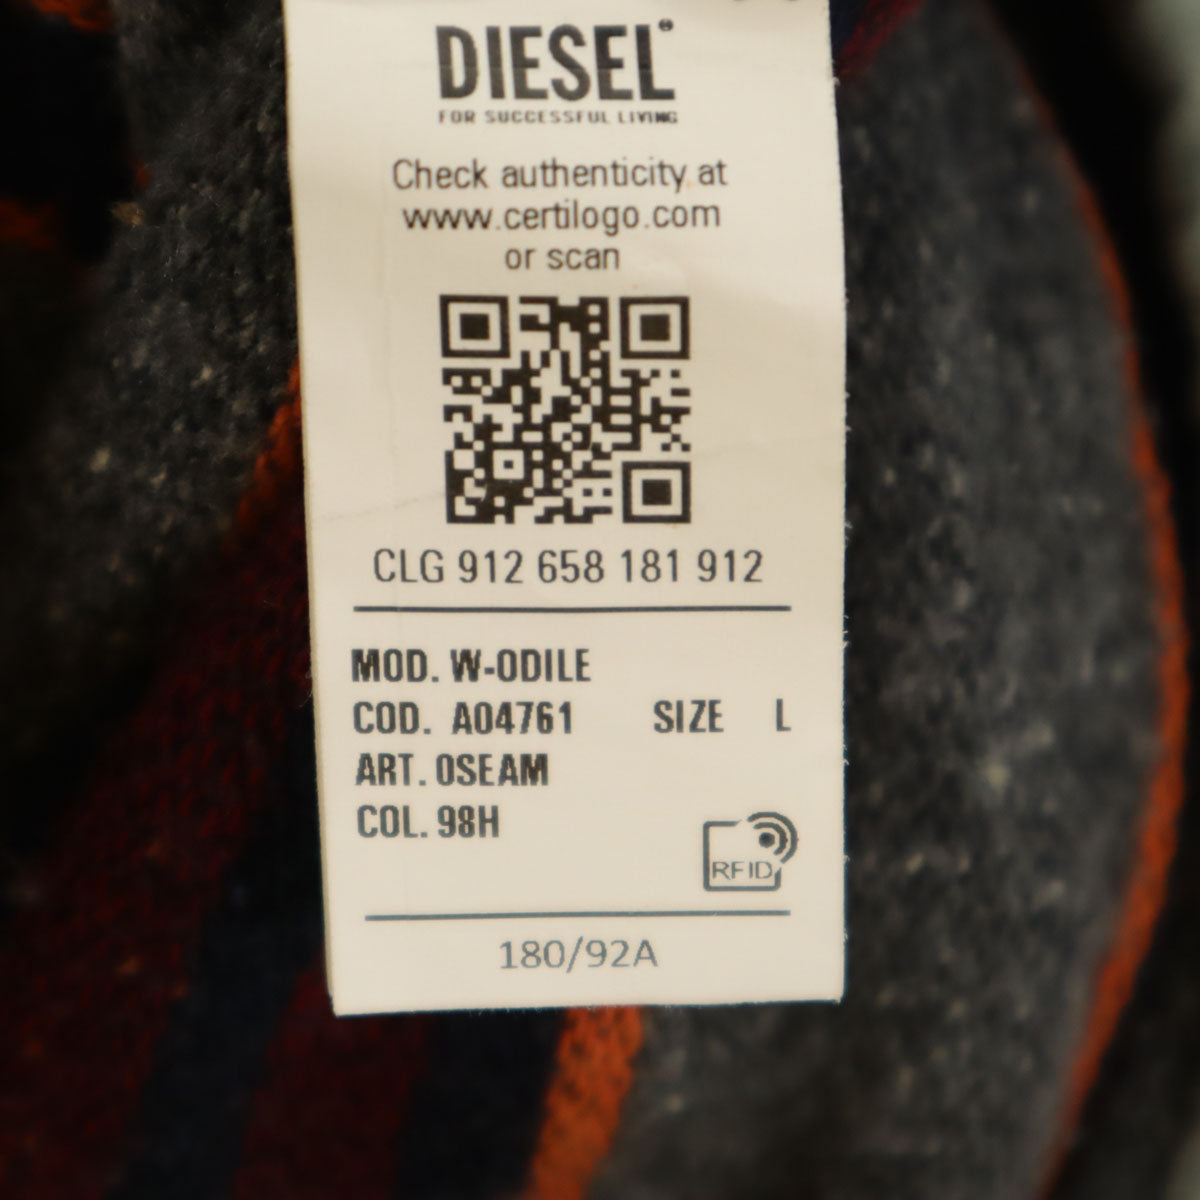 DIESEL®
FOR SUCCESSFUL LIVING
Check authenticity at
www.certilogo.com
or scan
CLG 912 658 181 912
MOD. W-ODILE
COD. A04761 SIZE L
ART. 0SEAM
COL. 98H
RFID
180/92A